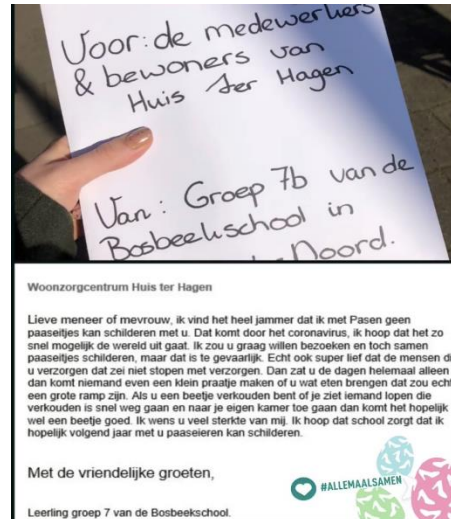 Voor: de medewerkers
& bewoners van
Huis ter Hagen
Van: Groep 7b van de
Bosbeekschool in
Noord.
Woonzorgcentrum Huis ter Hagen
Lieve meneer of mevrouw, ik vind het heel jammer dat ik met Pasen geen
paaseitjes kan schilderen met u. Dat komt door het coronavirus, ik hoop dat het zo
snel mogelijk de wereld uit gaat. Ik zou u graag willen bezoeken en toch samen
paaseitjes schilderen, maar dat is te gevaarlijk. Echt ook super lief dat de mensen di
u verzorgen dat zei niet stopen met verzorgen. Dan zat u de dagen helemaal alleen
dan komt niemand even een klein praatje maken of u wat eten brengen dat zou echt
een grote ramp zijn. Als u een beetje verkouden bent of je ziet iemand lopen die
verkouden is snel weg gaan en naar je eigen kamer toe gaan dan komt het hopelijk
wel een beetje goed. Ik wens u veel sterkte van mij. Ik hoop dat school zorgt dat ik
hopelijk volgend jaar met u paaseieren kan schilderen.
Met de vriendelijke groeten,
#ALLEMAALSAMEN
Leerling groep 7 van de Bosbeekschool.